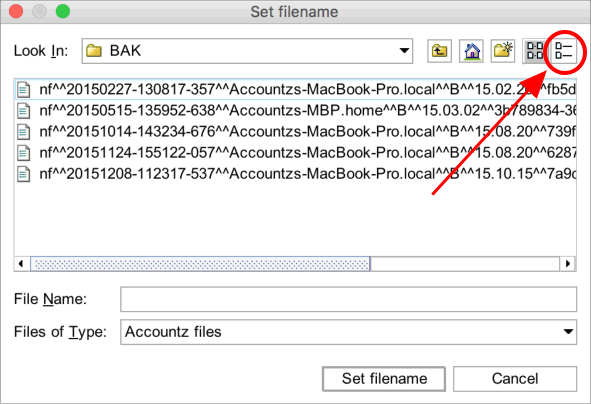 Set filename
Look In: BAK
nf^^20150227-130817-357^^Accountzs-MacBook-Pro.local^^B^^15.02.20^^fb5d
nf^^20150515-135952-638^^Accountzs-MBP.home^^B^^15.03.02^^3b789834-36
nf^^20151014-143234-676^^Accountzs-MacBook-Pro.local^^B^^15.08.20^^739f
nf^^20151124-155122-057^^Accountzs-MacBook-Pro.local^^B^^15.08.20^^6287
nf^^20151208-112317-537^^Accountzs-MacBook-Pro.local^^B^^15.10.15^^7a9c
File Name:
Files of Type: Accountz files
Set filename Cancel